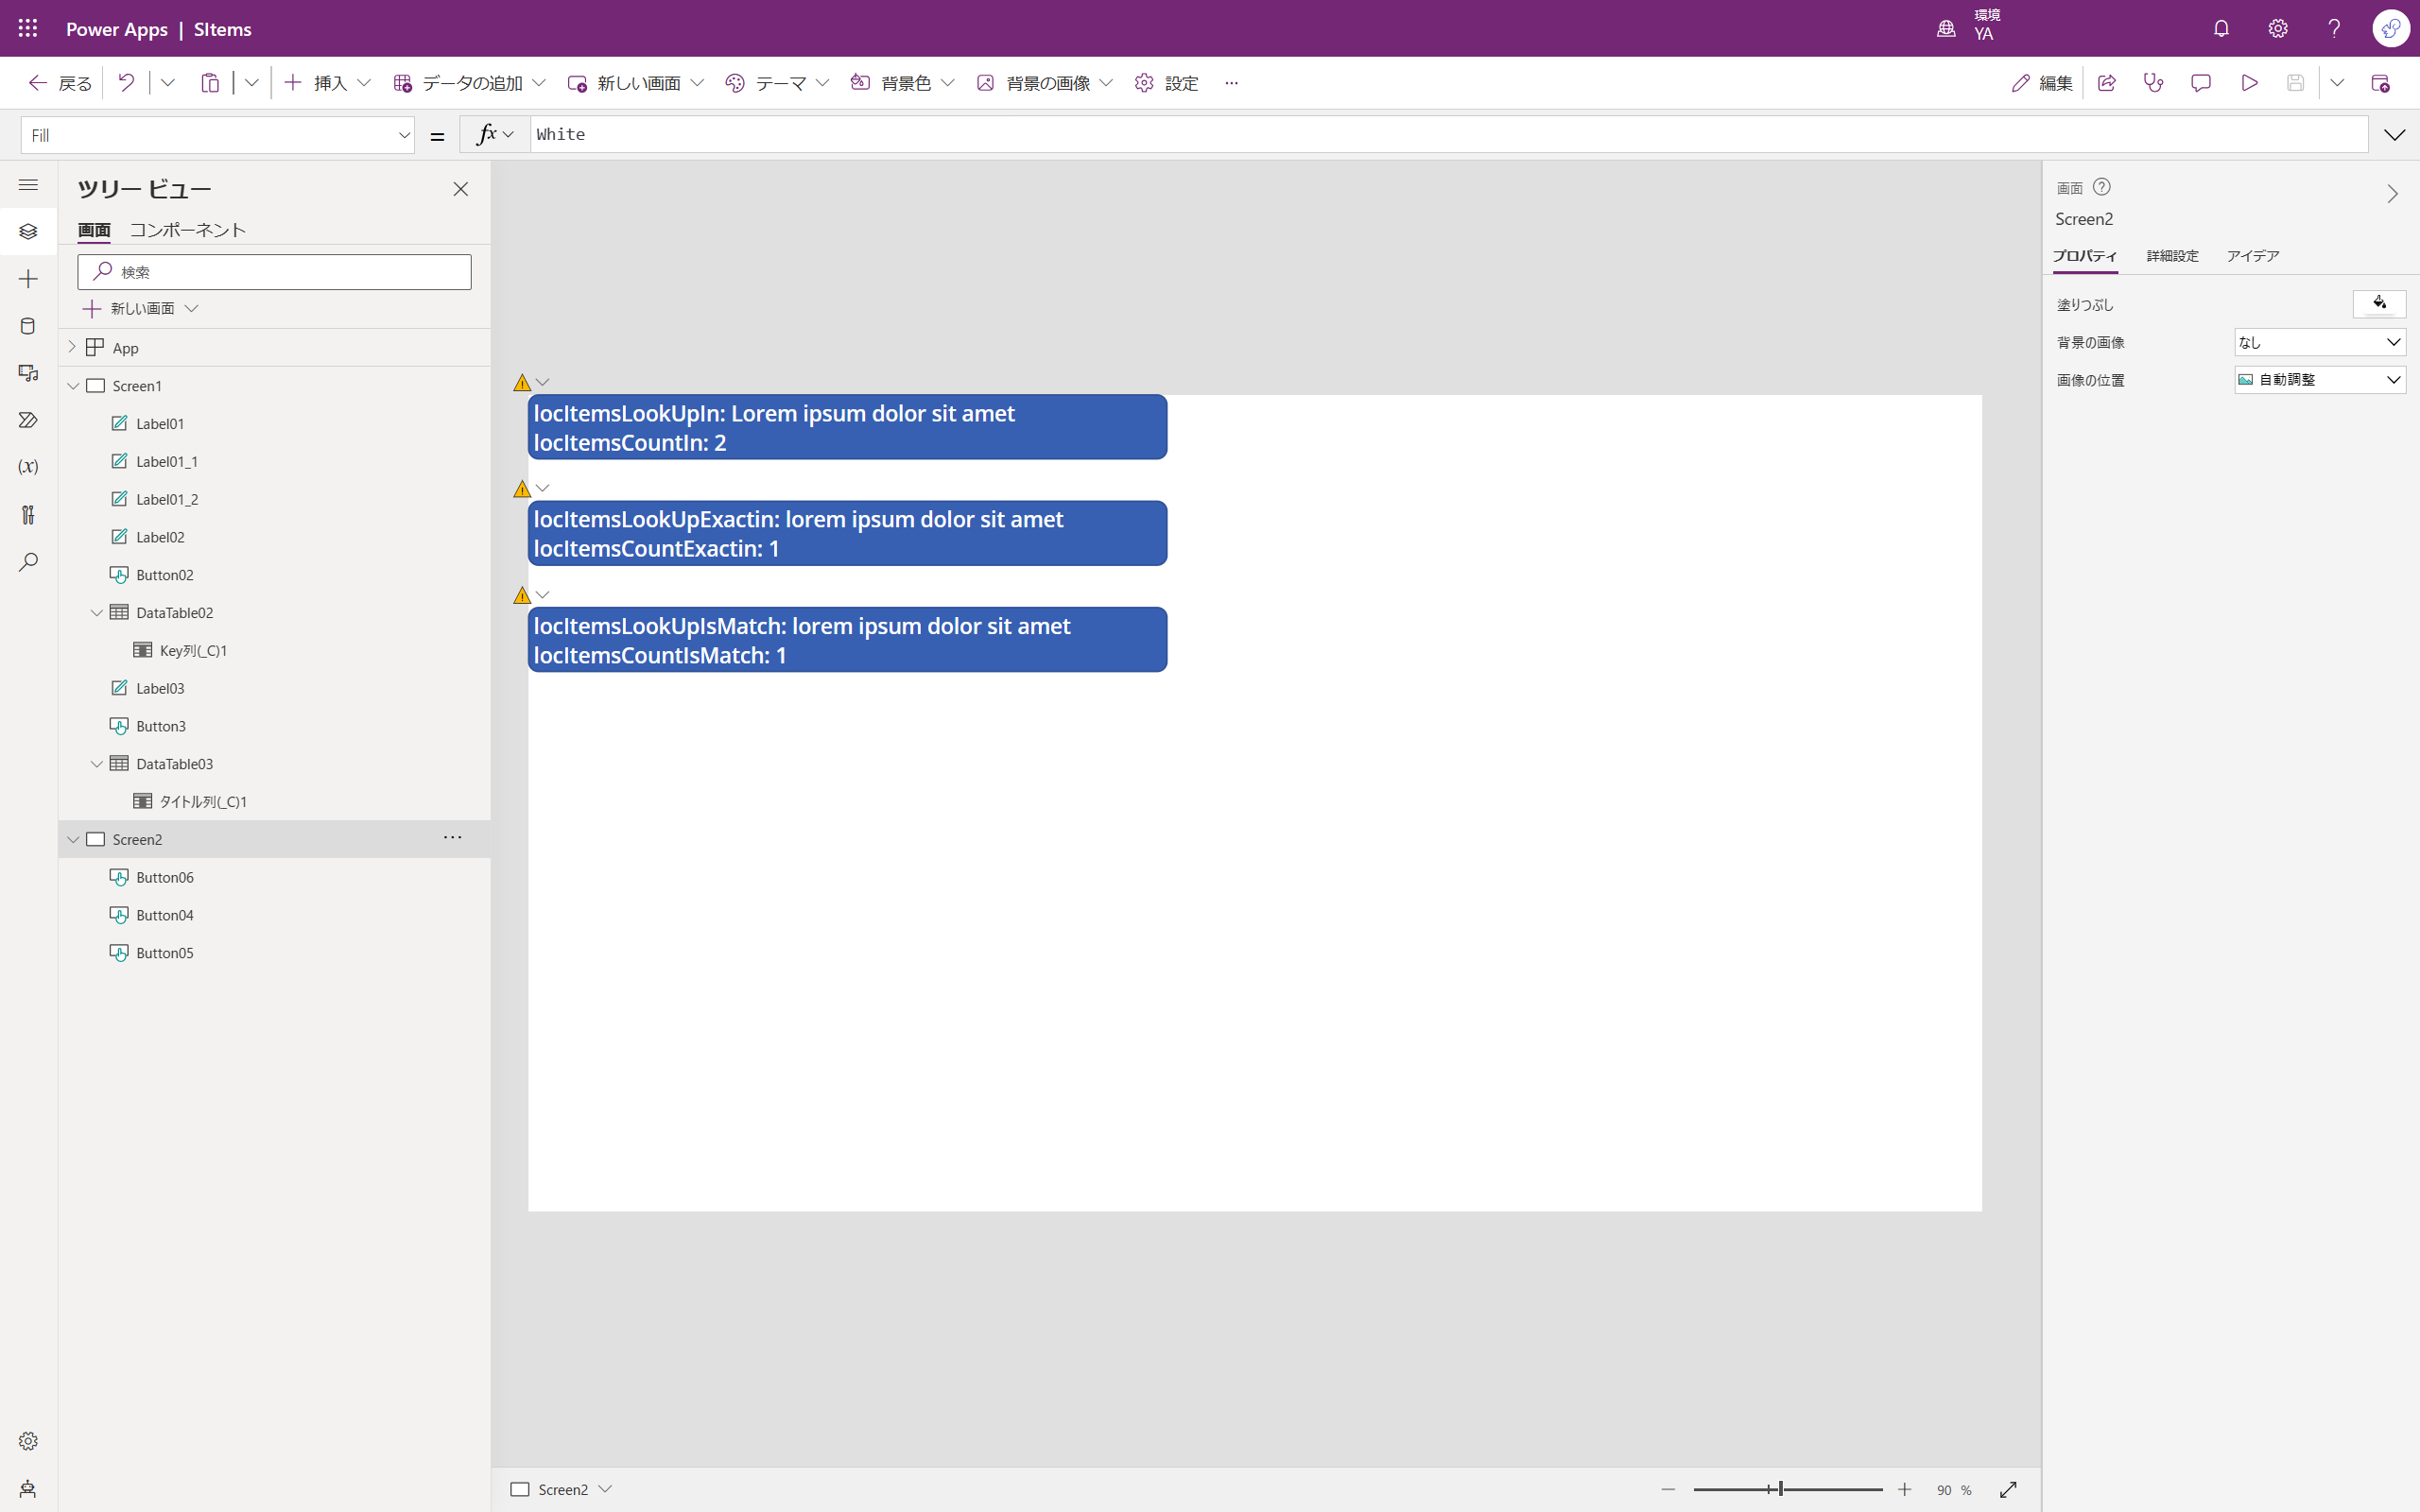 Power Apps | SItems
環境
YA
戻る 挿入 データの追加 新しい画面 テーマ 背景色 背景の画像 設定 ... 編集
Fill = fx White
ツリー ビュー
画面 コンポーネント
検索
新しい画面
App
Screen1
Label01
Label01_1
Label01_2
Label02
Button02
DataTable02
Key列(_C)1
Label03
Button3
DataTable03
タイトル列(_C)1
Screen2 ...
Button06
Button04
Button05
locItemsLookUpIn: Lorem ipsum dolor sit amet
locItemsCountIn: 2
locItemsLookUpExactin: lorem ipsum dolor sit amet
locItemsCountExactin: 1
locItemsLookUpIsMatch: lorem ipsum dolor sit amet
locItemsCountIsMatch: 1
画面
Screen2
プロパティ 詳細設定 アイデア
塗りつぶし
背景の画像 なし
画像の位置 自動調整
Screen2
90 %